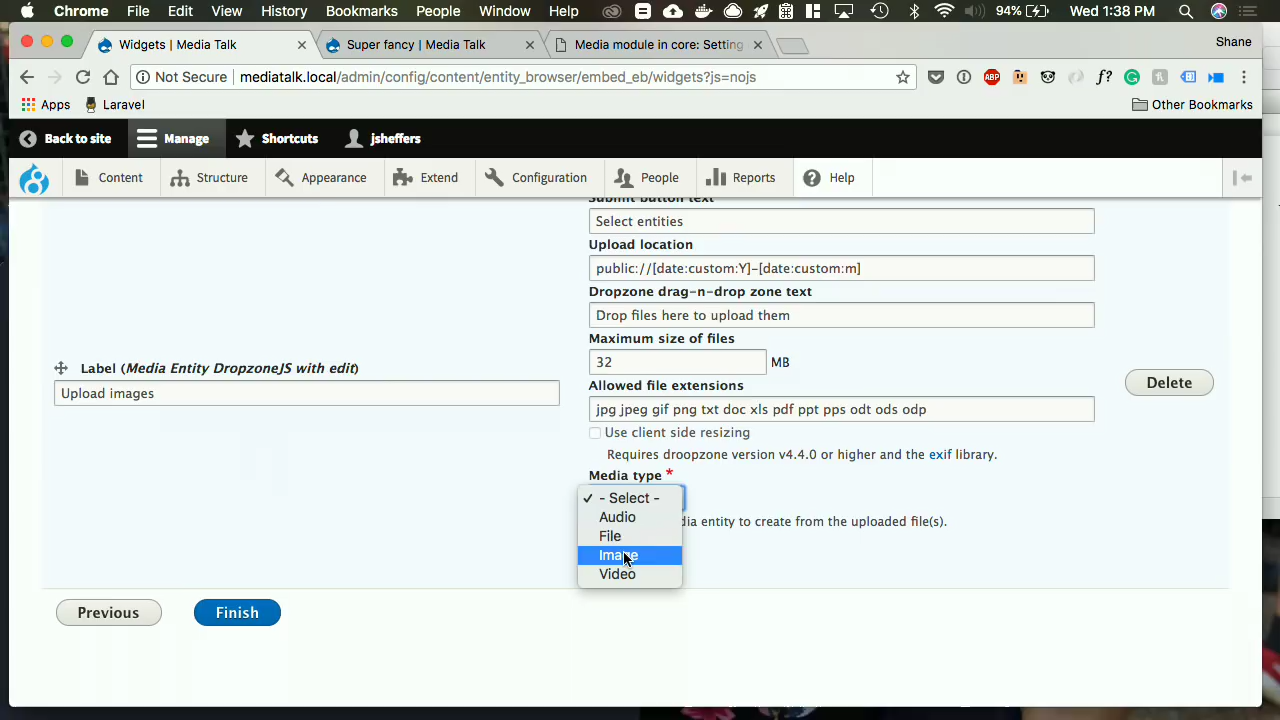 Chrome File Edit View History Bookmarks People Window Help 94% Wed 1:38 PM
Widgets | Media Talk
Super fancy | Media Talk
Media module in core: Setting
Shane
Not Secure mediatalk.local/admin/config/content/entity_browser/embed_eb/widgets?js=nojs
ABP
f?
Apps Laravel Other Bookmarks
Back to site Manage Shortcuts jsheffers
Content Structure Appearance Extend Configuration People Reports Help
Submit button text
Select entities
Upload location
public://[date:custom:Y]-[date:custom:m]
Dropzone drag-n-drop zone text
Drop files here to upload them
Maximum size of files
32 MB
Label (Media Entity DropzoneJS with edit)
Upload images
Allowed file extensions
jpg jpeg gif png txt doc xls pdf ppt pps odt ods odp
Use client side resizing
Requires droopzone version v4.4.0 or higher and the exif library.
Media type *
- Select -
Audio
File
Image
Video
dia entity to create from the uploaded file(s).
Delete
Previous
Finish